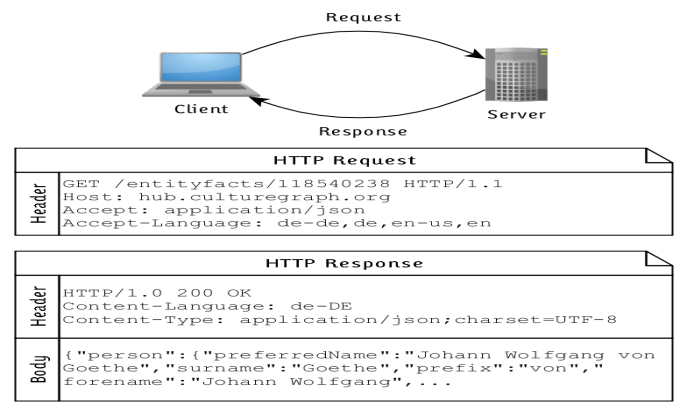 Request
Client
Server
Response
HTTP Request
Header
GET /entityfacts/118540238 HTTP/1.1
Host: hub.culturegraph.org
Accept: application/json
Accept-Language: de-de,de,en-us,en
HTTP Response
Header
HTTP/1.0 200 OK
Content-Language: de-DE
Content-Type: application/json;charset=UTF-8
Body
{"person":{"preferredName":"Johann Wolfgang von
Goethe","surname":"Goethe","prefix":"von","
forename":"Johann Wolfgang",...